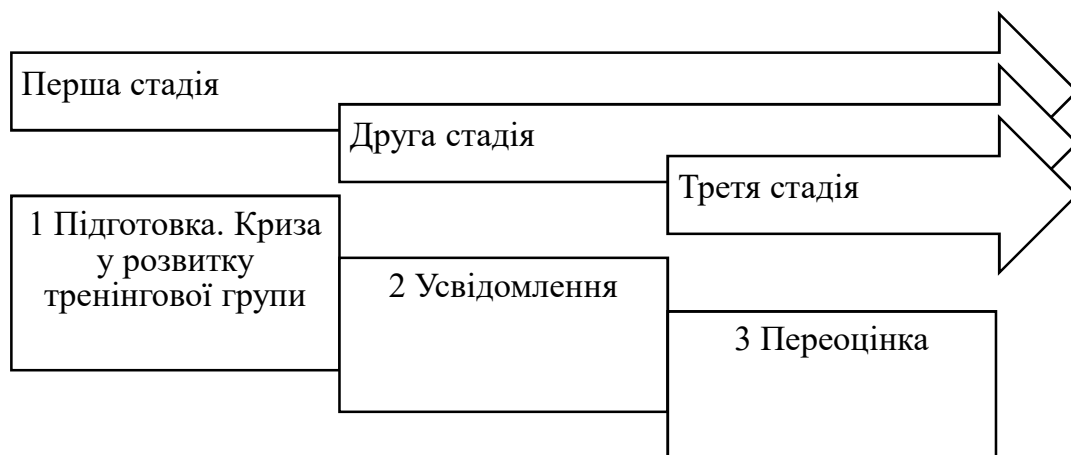 Перша стадія
Друга стадія
Третя стадія
1 Підготовка. Криза
у розвитку
тренінгової групи
2 Усвідомлення
3 Переоцінка